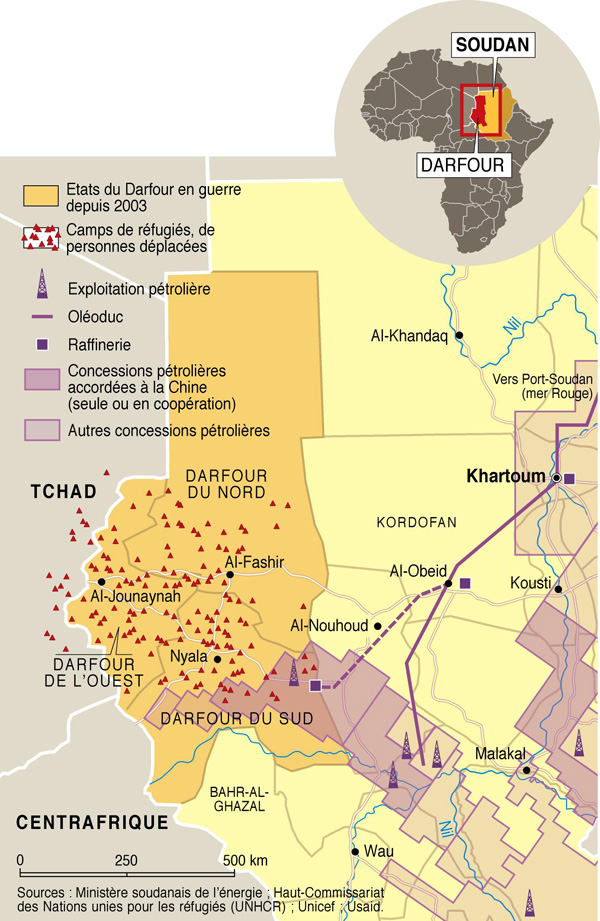 SOUDAN
DARFOUR
Etats du Darfour en guerre
depuis 2003
Camps de réfugiés, de
personnes déplacées
Exploitation pétrolière
Oléoduc
Raffinerie
Concessions pétrolières
accordées à la Chine
(seule ou en coopération)
Autres concessions pétrolières
Nil
Al-Khandaq
Vers Port-Soudan
(mer Rouge)
TCHAD
DARFOUR
DU NORD
Khartoum
KORDOFAN
Al-Fashir
Al-Obeid
Kousti
Al-Jounaynah
Al-Nouhoud
DARFOUR
DE L'OUEST
Nyala
DARFOUR DU SUD
Malakal
BAHR-AL-
GHAZAL
CENTRAFRIQUE
Nil
Wau
0 250 500 km
Sources : Ministère soudanais de l'énergie ; Haut-Commissariat
des Nations unies pour les réfugiés (UNHCR) ; Unicef ; Usaid.